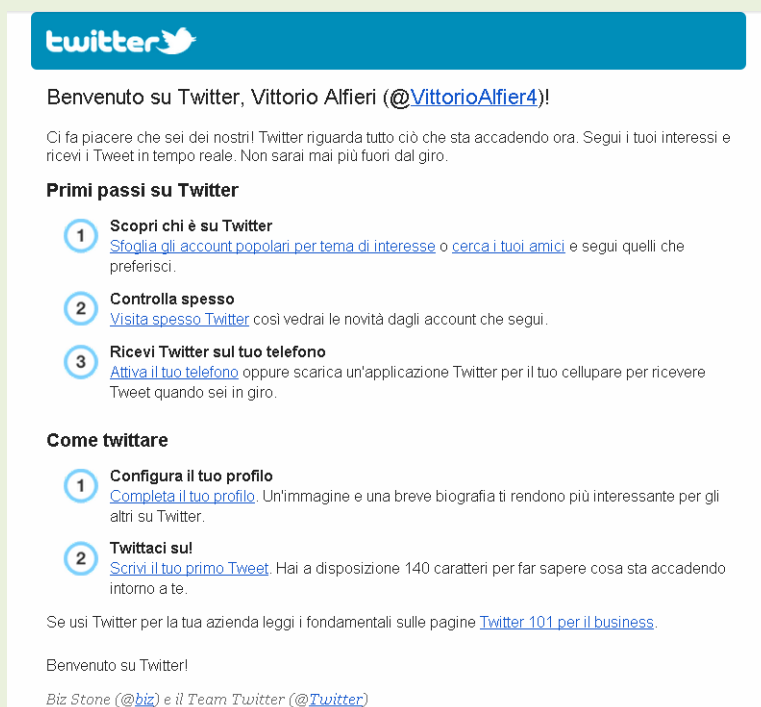 twitter
Benvenuto su Twitter, Vittorio Alfieri (@VittorioAlfier4)!
Ci fa piacere che sei dei nostri! Twitter riguarda tutto ciò che sta accadendo ora. Segui i tuoi interessi e
ricevi i Tweet in tempo reale. Non sarai mai più fuori dal giro.
Primi passi su Twitter
1 Scopri chi è su Twitter
Sfoglia gli account popolari per tema di interesse o cerca i tuoi amici e segui quelli che
preferisci.
2 Controlla spesso
Visita spesso Twitter così vedrai le novità dagli account che segui.
3 Ricevi Twitter sul tuo telefono
Attiva il tuo telefono oppure scarica un'applicazione Twitter per il tuo cellupare per ricevere
Tweet quando sei in giro.
Come twittare
1 Configura il tuo profilo
Completa il tuo profilo. Un'immagine e una breve biografia ti rendono più interessante per gli
altri su Twitter.
2 Twittaci su!
Scrivi il tuo primo Tweet. Hai a disposizione 140 caratteri per far sapere cosa sta accadendo
intorno a te.
Se usi Twitter per la tua azienda leggi i fondamentali sulle pagine Twitter 101 per il business.
Benvenuto su Twitter!
Biz Stone (@biz) e il Team Twitter (@Twitter)